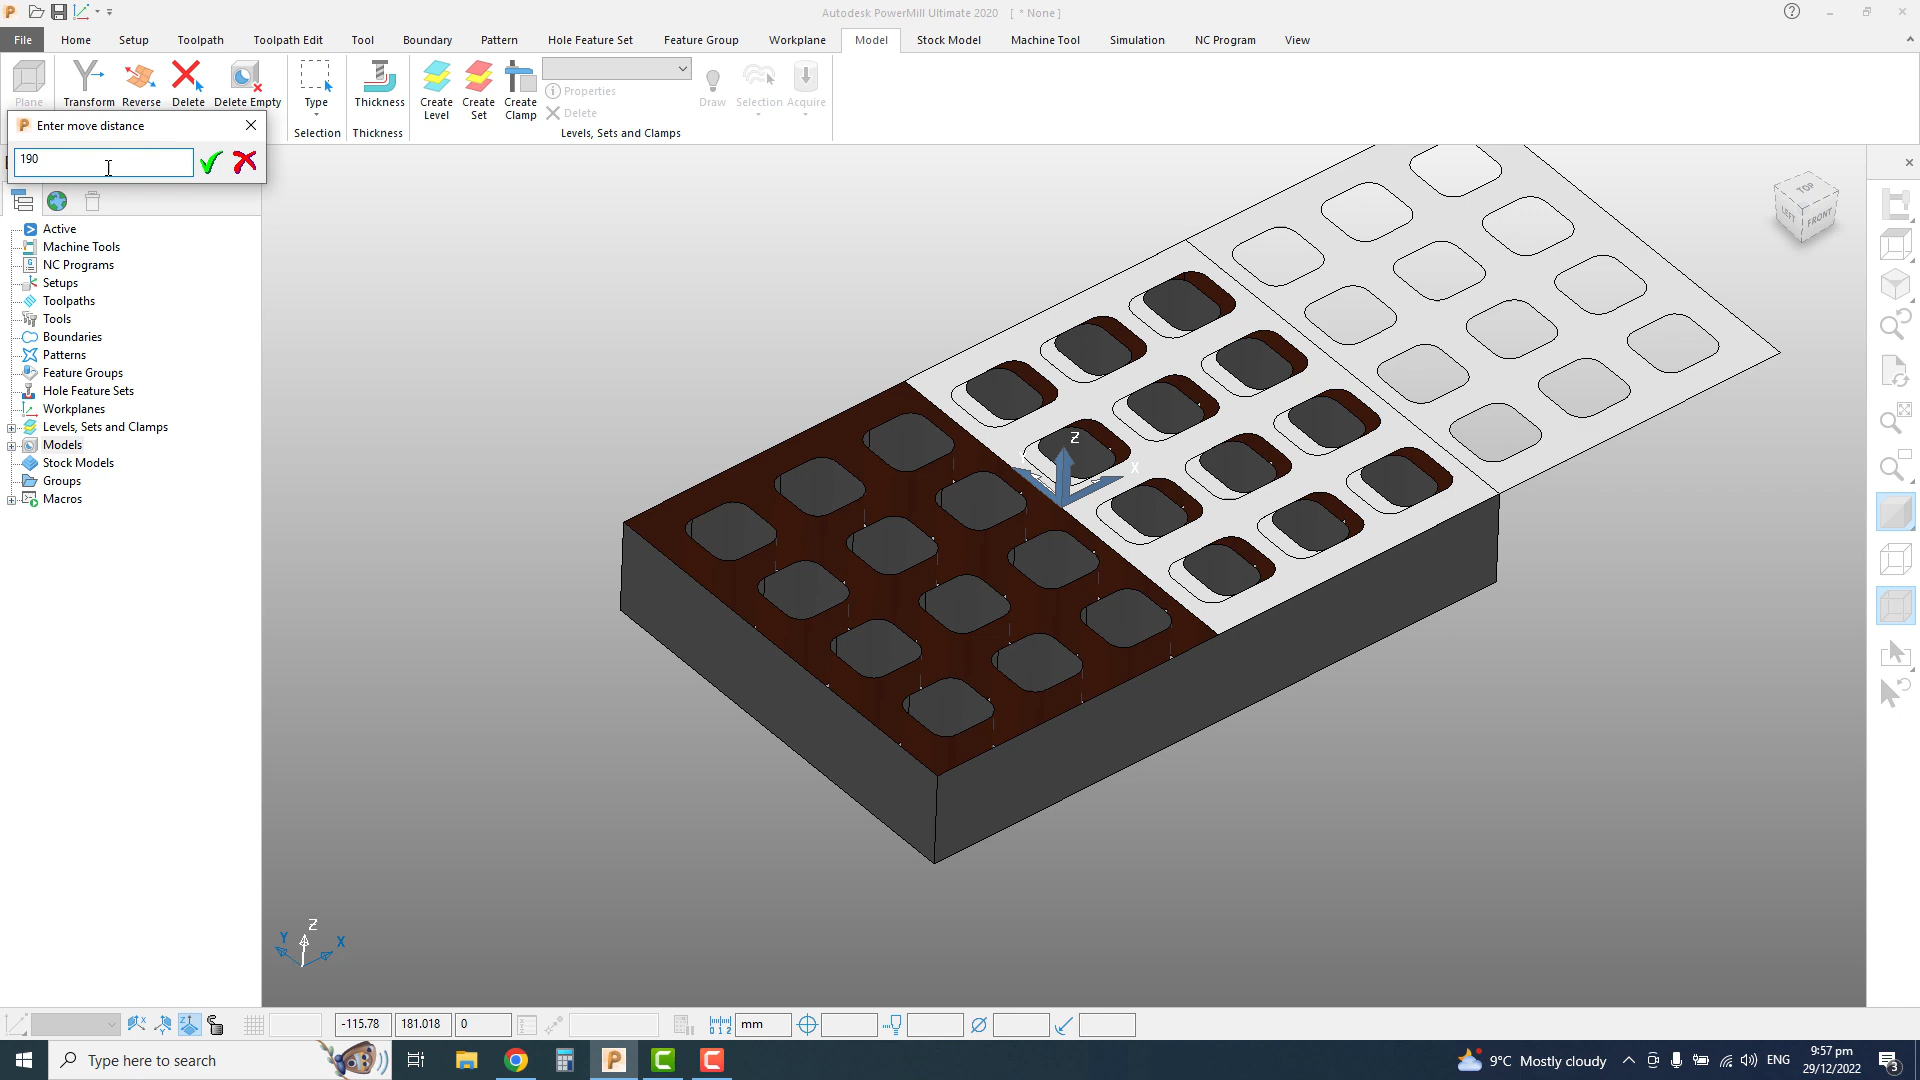 Autodesk PowerMill Ultimate 2020 [ * None ]
File Home Setup Toolpath Toolpath Edit Tool Boundary Pattern Hole Feature Set Feature Group Workplane Model Stock Model Machine Tool Simulation NC Program View
Plane Transform Reverse Delete Delete Empty
Type
Selection
Thickness
Thickness
Create Level
Create Set
Create Clamp
Properties
Delete
Draw
Selection
Acquire
Levels, Sets and Clamps
Enter move distance
190
Active
Machine Tools
NC Programs
Setups
Toolpaths
Tools
Boundaries
Patterns
Feature Groups
Hole Feature Sets
Workplanes
Levels, Sets and Clamps
Models
Stock Models
Groups
Macros
TOP
LEFT
FRONT
Z
X
Z
Y
X
-115.78 181.018 0 mm
Type here to search
9°C Mostly cloudy
ENG
9:57 pm
29/12/2022
3